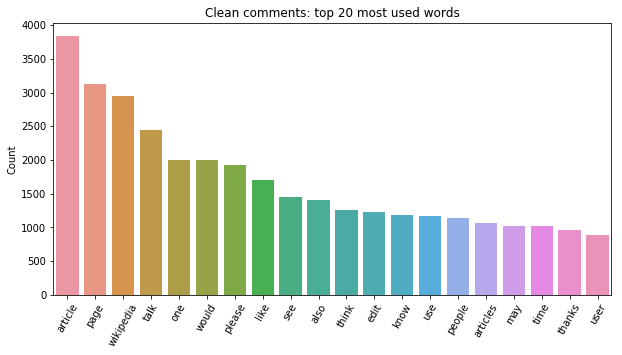 Clean comments: top 20 most used words
Count
4000
3500
3000
2500
2000
1500
1000
500
0
article
page
wikipedia
talk
one
would
please
like
see
also
think
edit
know
use
people
articles
may
time
thanks
user